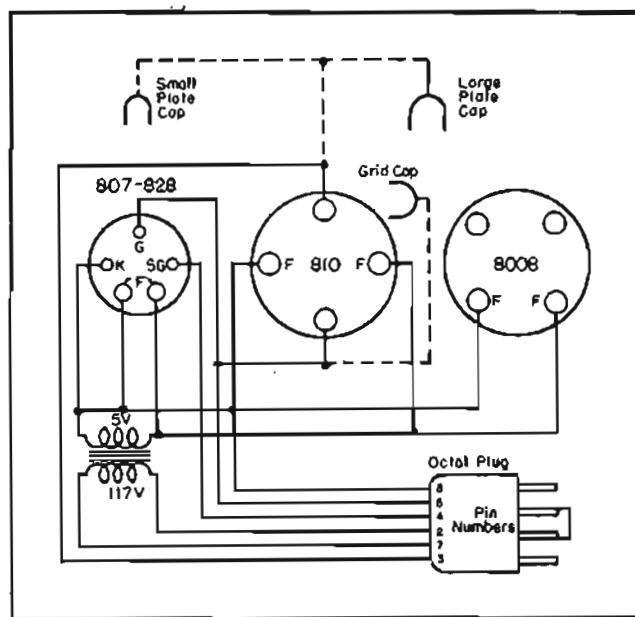 Small
Plate
Cap
Large
Plate
Cap
Grid Cap
807-828
G
K
SG
F
F
810
F
8008
F
F
5V
117V
Octal Plug
8
6
4
2
7
3
Pin
Numbers